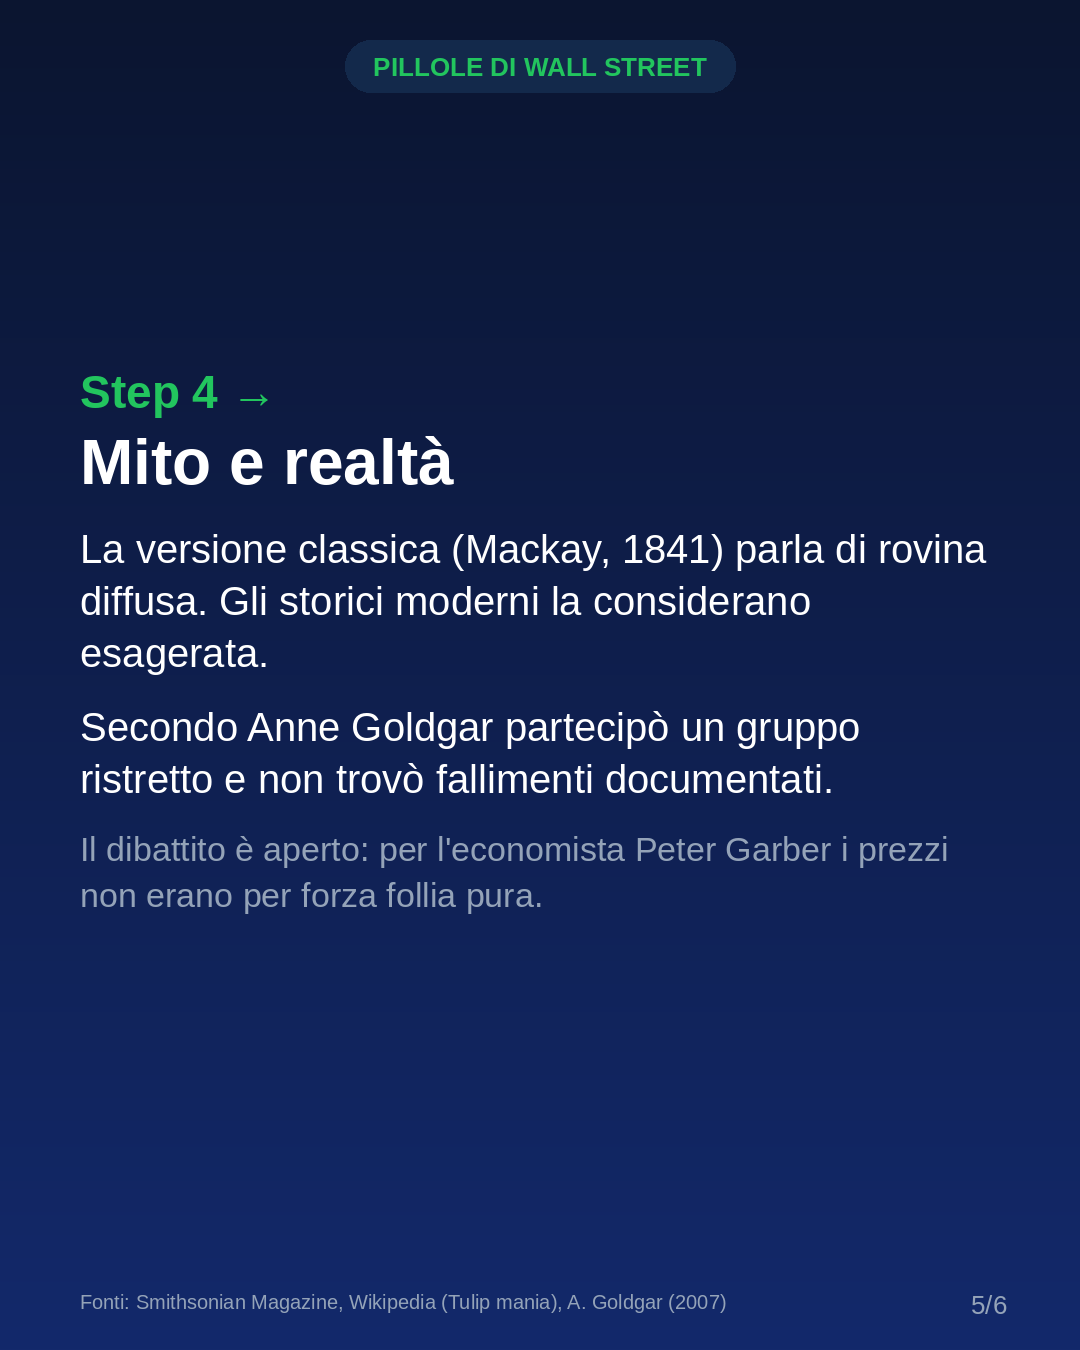 PILLOLE DI WALL STREET
Step 4 →
Mito e realtà
La versione classica (Mackay, 1841) parla di rovina
diffusa. Gli storici moderni la considerano
esagerata.
Secondo Anne Goldgar partecipò un gruppo
ristretto e non trovò fallimenti documentati.
Il dibattito è aperto: per l'economista Peter Garber i prezzi
non erano per forza follia pura.
Fonti: Smithsonian Magazine, Wikipedia (Tulip mania), A. Goldgar (2007)
5/6